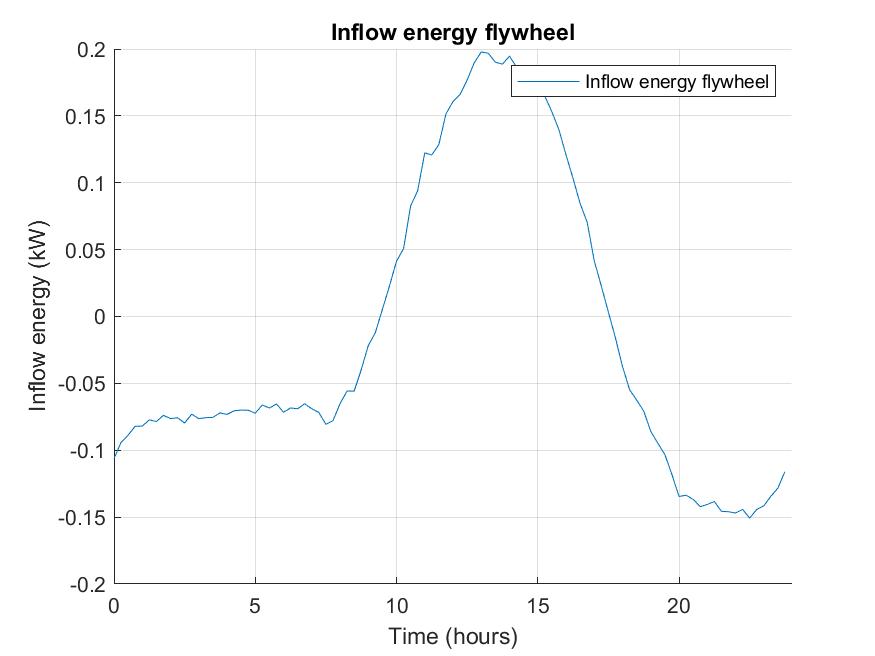 Inflow energy flywheel
0.2
Inflow energy flywheel
0.15
0.1
0.05
0
-0.05
-0.1
-0.15
-0.2
Inflow energy (kW)
0 5 10 15 20
Time (hours)